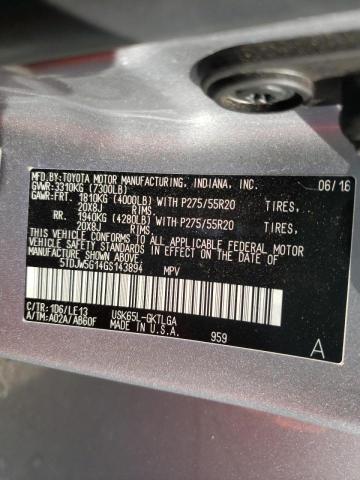 MFD. BY: TOYOTA MOTOR MANUFACTURING, INDIANA, INC. 06/16
GVWR: 3310KG (7300LB)
GAWR: FRT. 1810KG (4000LB) WITH P275/55R20 TIRES,
20X8J RIMS,
RR. 1940KG (4280LB) WITH P275/55R20 TIRES,
20X8J RIMS,
THIS VEHICLE CONFORMS TO ALL APPLICABLE FEDERAL MOTOR
VEHICLE SAFETY STANDARDS IN EFFECT ON THE DATE OF
MANUFACTURE SHOWN ABOVE.
5TDJW5G14GS143894 MPV
C/TR: 1D6/LE13 USK65L-GKTLGA
A/TM: A02A/AB60F MADE IN U.S.A.
959
A